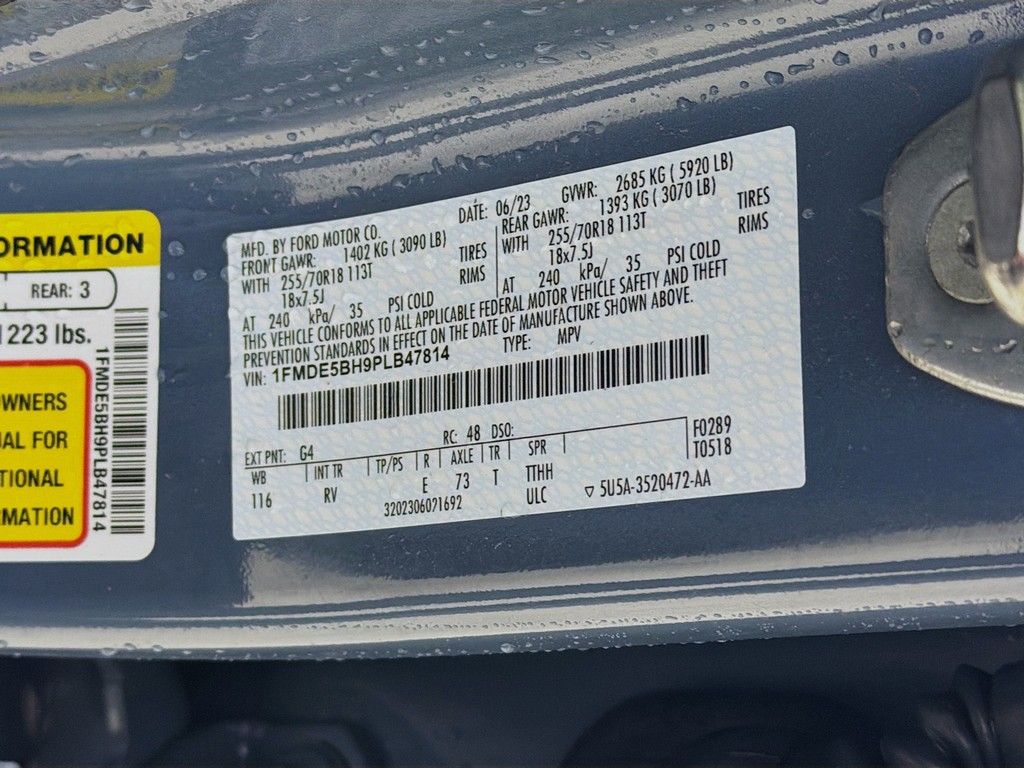 ORMATION
REAR: 3
1223 lbs.
WNERS
AL FOR
TIONAL
MATION
1FMDE5BH9PLB47814
MFD. BY FORD MOTOR CO.
DATE: 06/23 GVWR: 2685 KG ( 5920 LB)
FRONT GAWR: 1402 KG ( 3090 LB)
WITH 255/70R18 113T TIRES
18x7.5J RIMS
AT 240 kPa/ 35 PSI COLD
REAR GAWR: 1393 KG ( 3070 LB)
WITH 255/70R18 113T TIRES
18x7.5J RIMS
AT 240 kPa/ 35 PSI COLD
THIS VEHICLE CONFORMS TO ALL APPLICABLE FEDERAL MOTOR VEHICLE SAFETY AND THEFT
PREVENTION STANDARDS IN EFFECT ON THE DATE OF MANUFACTURE SHOWN ABOVE.
VIN: 1FMDE5BH9PLB47814 TYPE: MPV
EXT PNT: G4 RC: 48 DSO: F0289
WB INT TR TP/PS R AXLE TR SPR T0518
116 RV E 73 T TTHH
3202306071692 ULC ▽ 5U5A-3520472-AA